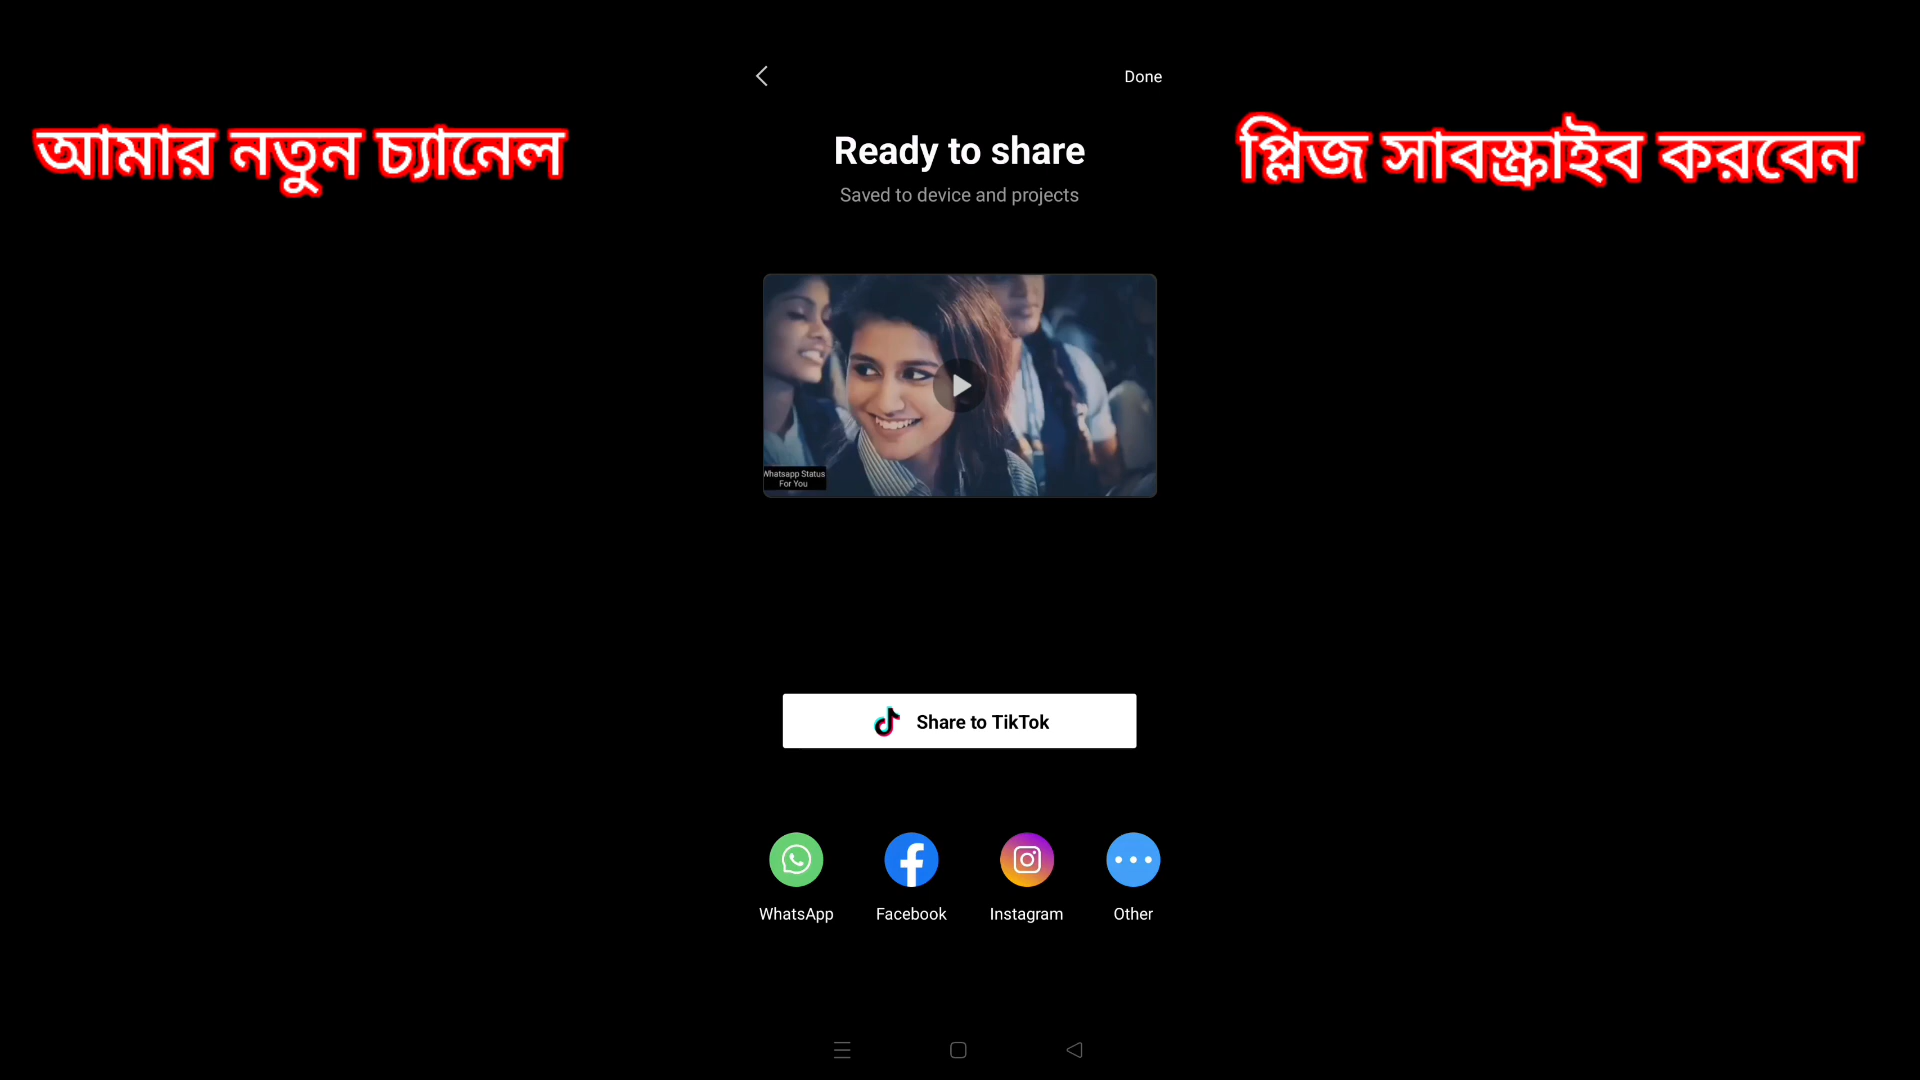 Done
আমার নতুন চ্যানেল
Ready to share
প্লিজ সাবস্ক্রাইব করবেন
Saved to device and projects
Whatsapp Status
For You
Share to TikTok
WhatsApp Facebook Instagram Other